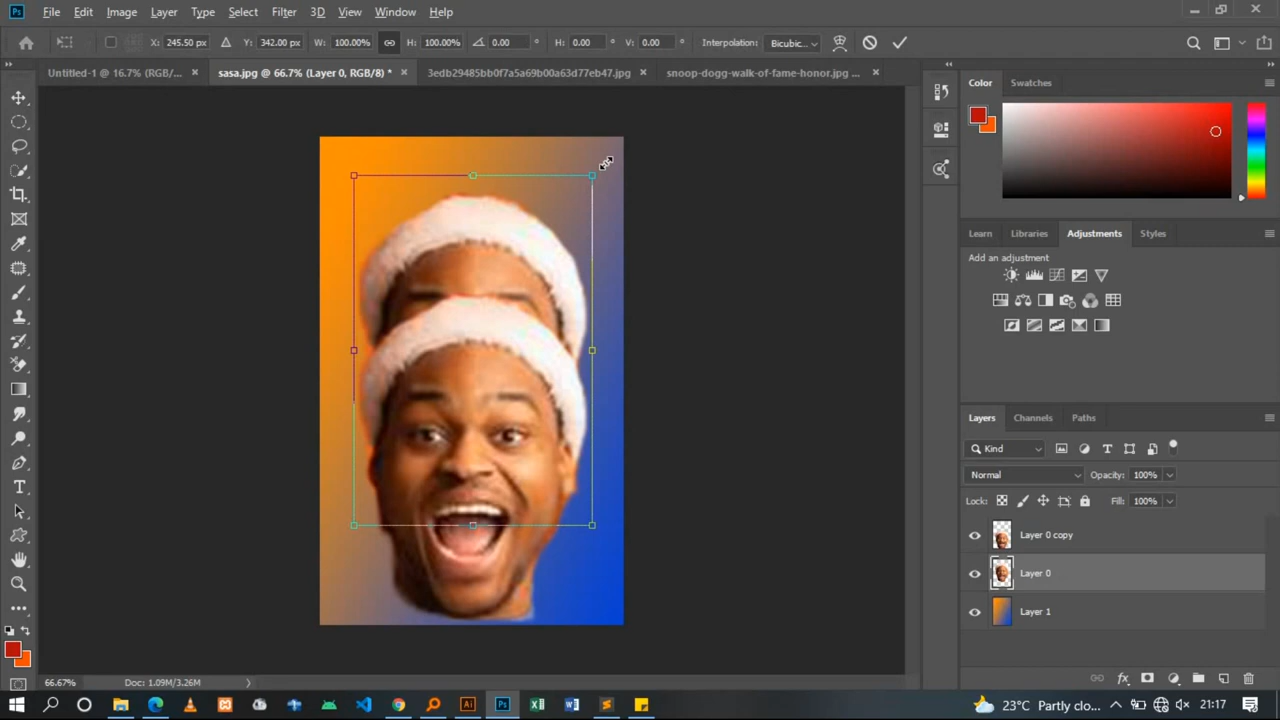 Ps File Edit Image Layer Type Select Filter 3D View Window Help
X: 245.50 px Y: 342.00 px W: 100.00% H: 100.00% 0.00 ° H: 0.00 ° V: 0.00 ° Interpolation: Bicubic...
Untitled-1 @ 16.7% (RGB/... × sasa.jpg @ 66.7% (Layer 0, RGB/8) * × 3edb29485bb0f7a5a69b00a63d77eb47.jpg × snoop-dogg-walk-of-fame-honor.jpg ... ×
Color Swatches
Learn Libraries Adjustments Styles
Add an adjustment
Layers Channels Paths
Kind
Normal Opacity: 100%
Lock: Fill: 100%
Layer 0 copy
Layer 0
Layer 1
66.67% Doc: 1.09M/3.26M
Ai Ps 23°C Partly clo... 21:17